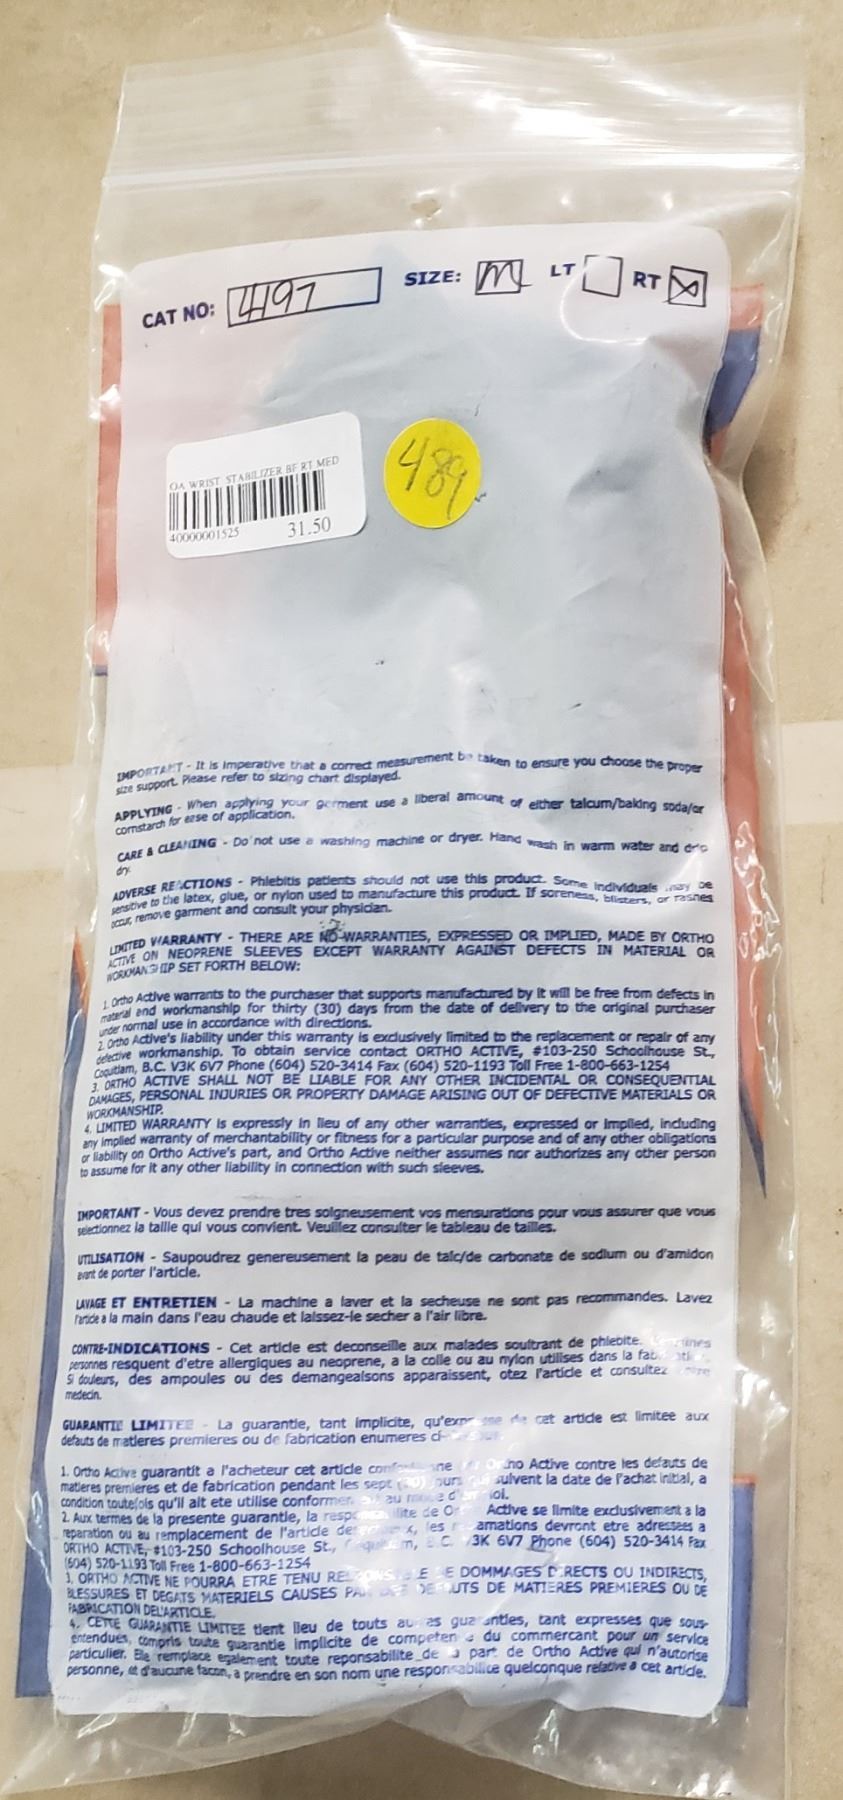 CAT NO: 4197 SIZE: M LT RT
OA WRIST STABILIZER BF RT MED
40000001525 31.50
489
IMPORTANT - It is imperative that a correct measurement be taken to ensure you choose the proper
size support. Please refer to sizing chart displayed.
APPLYING - When applying your garment use a liberal amount of either talcum/baking soda/or
cornstarch for ease of application.
CARE & CLEANING - Do not use a washing machine or dryer. Hand wash in warm water and drip
dry.
ADVERSE REACTIONS - Phlebitis patients should not use this product. Some individuals may be
sensitive to the latex, glue, or nylon used to manufacture this product. If soreness, blisters, or rashes
occur, remove garment and consult your physician.
LIMITED WARRANTY - THERE ARE NO WARRANTIES, EXPRESSED OR IMPLIED, MADE BY ORTHO
ACTIVE ON NEOPRENE SLEEVES EXCEPT WARRANTY AGAINST DEFECTS IN MATERIAL OR
WORKMANSHIP SET FORTH BELOW:
1. Ortho Active warrants to the purchaser that supports manufactured by it will be free from defects in
material and workmanship for thirty (30) days from the date of delivery to the original purchaser
under normal use in accordance with directions.
2. Ortho Active's liability under this warranty is exclusively limited to the replacement or repair of any
defective workmanship. To obtain service contact ORTHO ACTIVE, #103-250 Schoolhouse St.,
Coquitlam, B.C. V3K 6V7 Phone (604) 520-3414 Fax (604) 520-1193 Toll Free 1-800-663-1254
3. ORTHO ACTIVE SHALL NOT BE LIABLE FOR ANY OTHER INCIDENTAL OR CONSEQUENTIAL
DAMAGES, PERSONAL INJURIES OR PROPERTY DAMAGE ARISING OUT OF DEFECTIVE MATERIALS OR
WORKMANSHIP.
4. LIMITED WARRANTY is expressly in lieu of any other warranties, expressed or implied, including
any implied warranty of merchantability or fitness for a particular purpose and of any other obligations
or liability on Ortho Active's part, and Ortho Active neither assumes nor authorizes any other person
to assume for it any other liability in connection with such sleeves.
IMPORTANT - Vous devez prendre tres soigneusement vos mensurations pour vous assurer que vous
selectionnez la taille qui vous convient. Veuillez consulter le tableau de tailles.
UTILISATION - Saupoudrez genereusement la peau de talc/de carbonate de sodium ou d'amidon
avant de porter l'article.
LAVAGE ET ENTRETIEN - La machine a laver et la secheuse ne sont pas recommandes. Lavez
l'article a la main dans l'eau chaude et laissez-le secher a l'air libre.
CONTRE-INDICATIONS - Cet article est deconseille aux malades soultrant de phlebite.
personnes resquent d'etre allergiques au neoprene, a la colle ou au nylon utilises dans la
Si douleurs, des ampoules ou des demangeaisons apparaissent, otez l'article et consultez
medecin.
GUARANTIE LIMITEE - La guarantie, tant implicite, de cet article est limitee aux
defauts de matieres premieres ou de fabrication enumeres
1. Ortho Active guarantit a l'acheteur cet article Ortho Active contre les defauts de
matieres premieres et de fabrication pendant les sept (30) jours qui suivent la date de l'achat initial, a
condition toutefois qu'il ait ete utilise au mode
2. Aux termes de la presente guarantie, la Active se limite exclusivement a la
reparation ou au remplacement de l'article les devront etre adressees a
ORTHO ACTIVE, #103-250 Schoolhouse St., 3K 6V7 Phone (604) 520-3414 Fax
(604) 520-1193 Toll Free 1-800-663-1254
3. ORTHO ACTIVE NE POURRA ETRE TENU DE DOMMAGES DIRECTS OU INDIRECTS,
BLESSURES ET DEGATS MATERIELS CAUSES PAR DES DEFAUTS DE MATIERES PREMIERES OU DE
FABRICATION DE L'ARTICLE.
4. CETTE GUARANTIE LIMITEE tient lieu de touts guaranties, tant expresses que sous-
entendues, compris toute guarantie implicite de du commercant pour un service
particulier. Elle remplace egalement toute reponsabilite de part de Ortho Active qui n'autorise
personne, et d'aucune facon, a prendre en son nom une responsabilice quelconque relative a cet article.